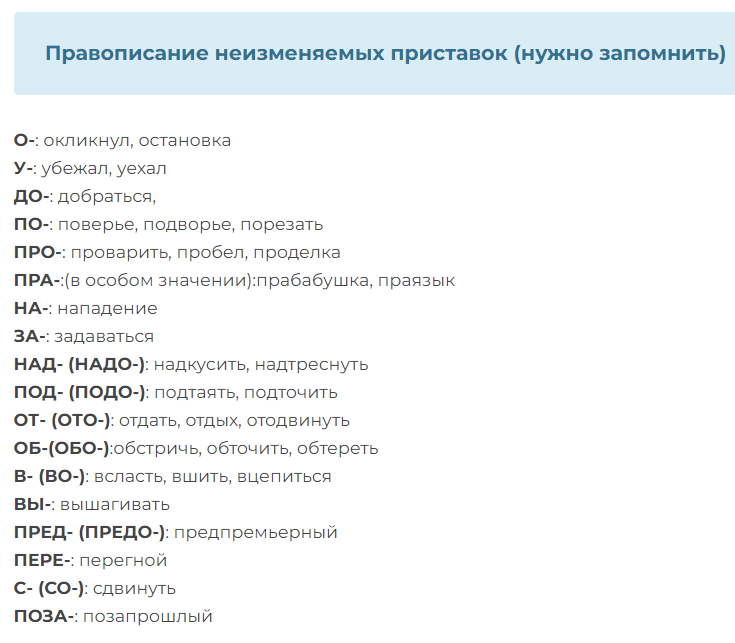 Правописание неизменяемых приставок (нужно запомнить)
О-: окликнул, остановка
У-: убежал, уехал
ДО-: добраться,
ПО-: поверье, подворье, порезать
ПРО-: проварить, пробел, проделка
ПРА-:(в особом значении):прабабушка, праязык
НА-: нападение
ЗА-: задаваться
НАД- (НАДО-): надкусить, надтреснуть
ПОД- (ПОДО-): подтаять, подточить
ОТ- (ОТО-): отдать, отдых, отодвинуть
ОБ-(ОБО-):обстричь, обточить, обтереть
В- (ВО-): всласть, вшить, вцепиться
ВЫ-: вышагивать
ПРЕД- (ПРЕДО-): предпремьерный
ПЕРЕ-: перегной
С- (СО-): сдвинуть
ПОЗА-: позапрошлый